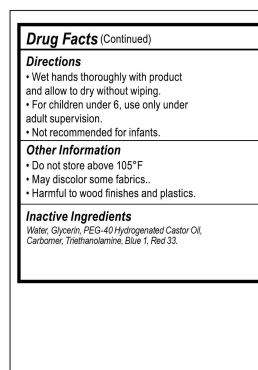 Drug Facts (Continued)
Directions
• Wet hands thoroughly with product
and allow to dry without wiping.
• For children under 6, use only under
adult supervision.
• Not recommended for infants.
Other Information
• Do not store above 105°F
• May discolor some fabrics..
• Harmful to wood finishes and plastics.
Inactive Ingredients
Water, Glycerin, PEG-40 Hydrogenated Castor Oil,
Carbomer, Triethanolamine, Blue 1, Red 33.